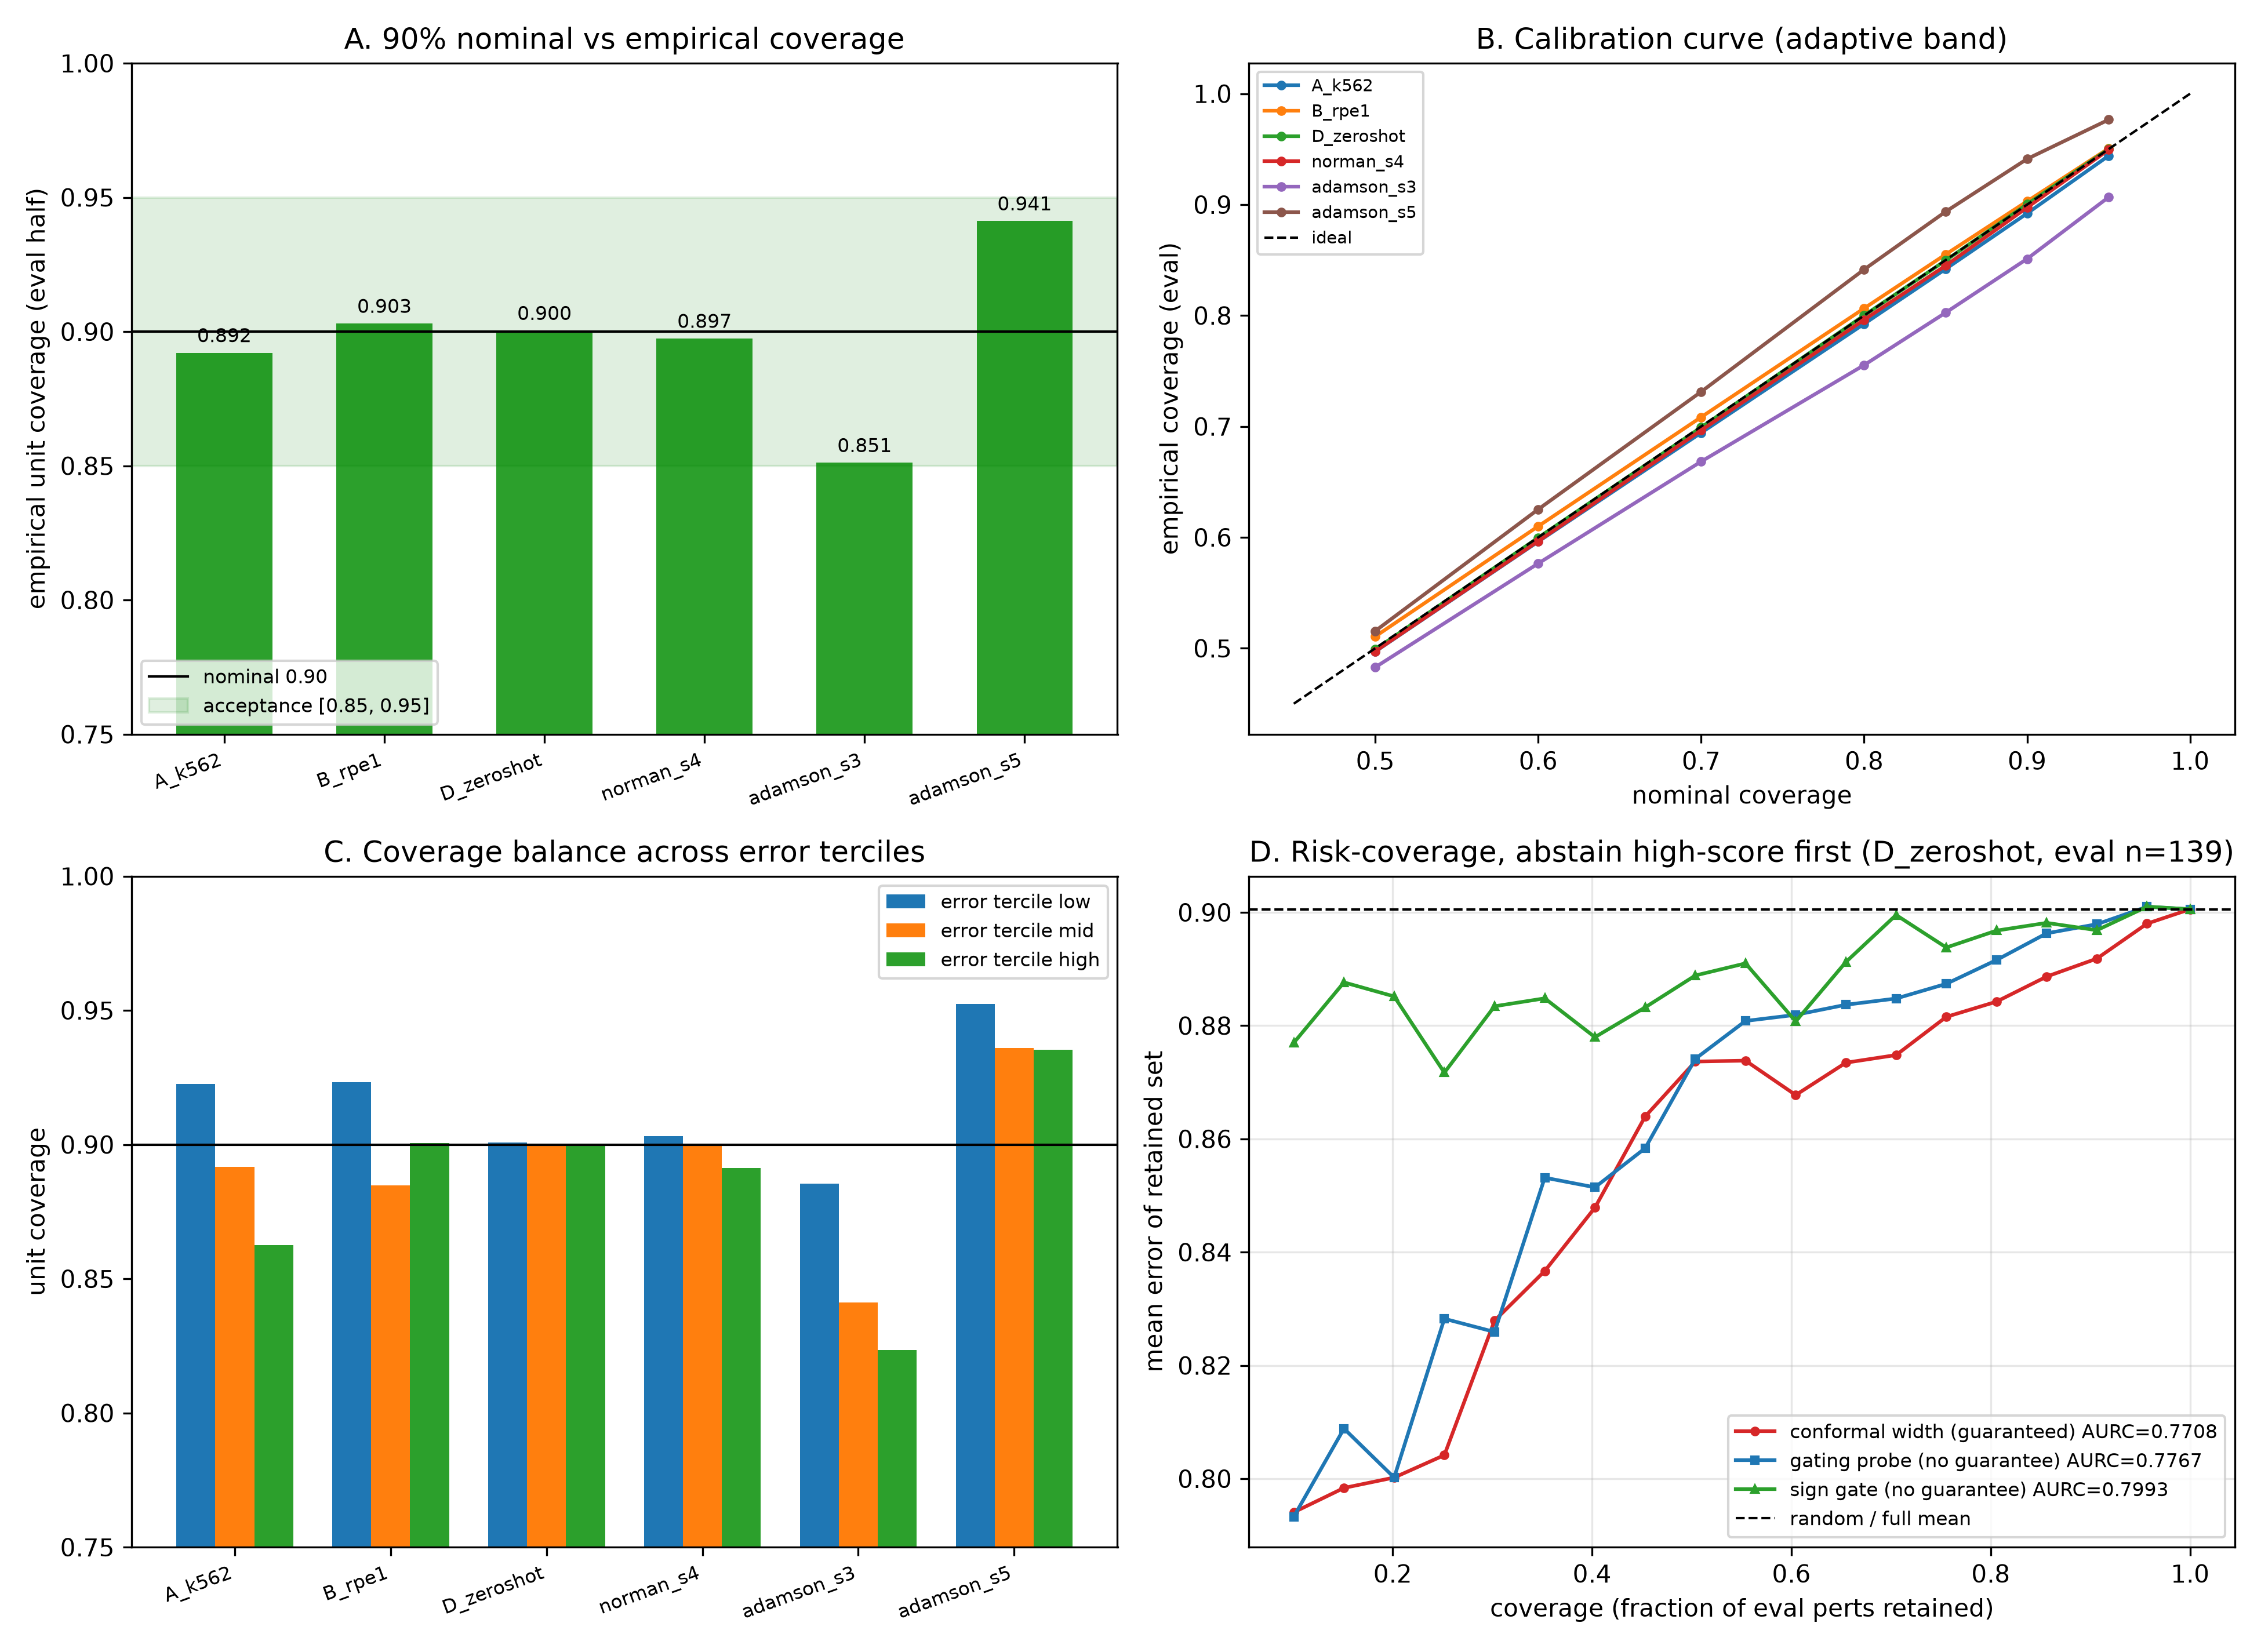 A. 90% nominal vs empirical coverage
1.00
0.95
0.90
0.85
0.80
0.75
empirical unit coverage (eval half)
0.892
0.903
0.900
0.897
0.851
0.941
nominal 0.90
acceptance [0.85, 0.95]
A_k562
B_rpe1
D_zeroshot
norman_s4
adamson_s3
adamson_s5
B. Calibration curve (adaptive band)
A_k562
B_rpe1
D_zeroshot
norman_s4
adamson_s3
adamson_s5
ideal
1.0
0.9
0.8
0.7
0.6
0.5
empirical coverage (eval)
0.5
0.6
0.7
0.8
0.9
1.0
nominal coverage
C. Coverage balance across error terciles
error tercile low
error tercile mid
error tercile high
1.00
0.95
0.90
0.85
0.80
0.75
unit coverage
A_k562
B_rpe1
D_zeroshot
norman_s4
adamson_s3
adamson_s5
D. Risk-coverage, abstain high-score first (D_zeroshot, eval n=139)
0.90
0.88
0.86
0.84
0.82
0.80
mean error of retained set
conformal width (guaranteed) AURC=0.7708
gating probe (no guarantee) AURC=0.7767
sign gate (no guarantee) AURC=0.7993
random / full mean
0.2
0.4
0.6
0.8
1.0
coverage (fraction of eval perts retained)